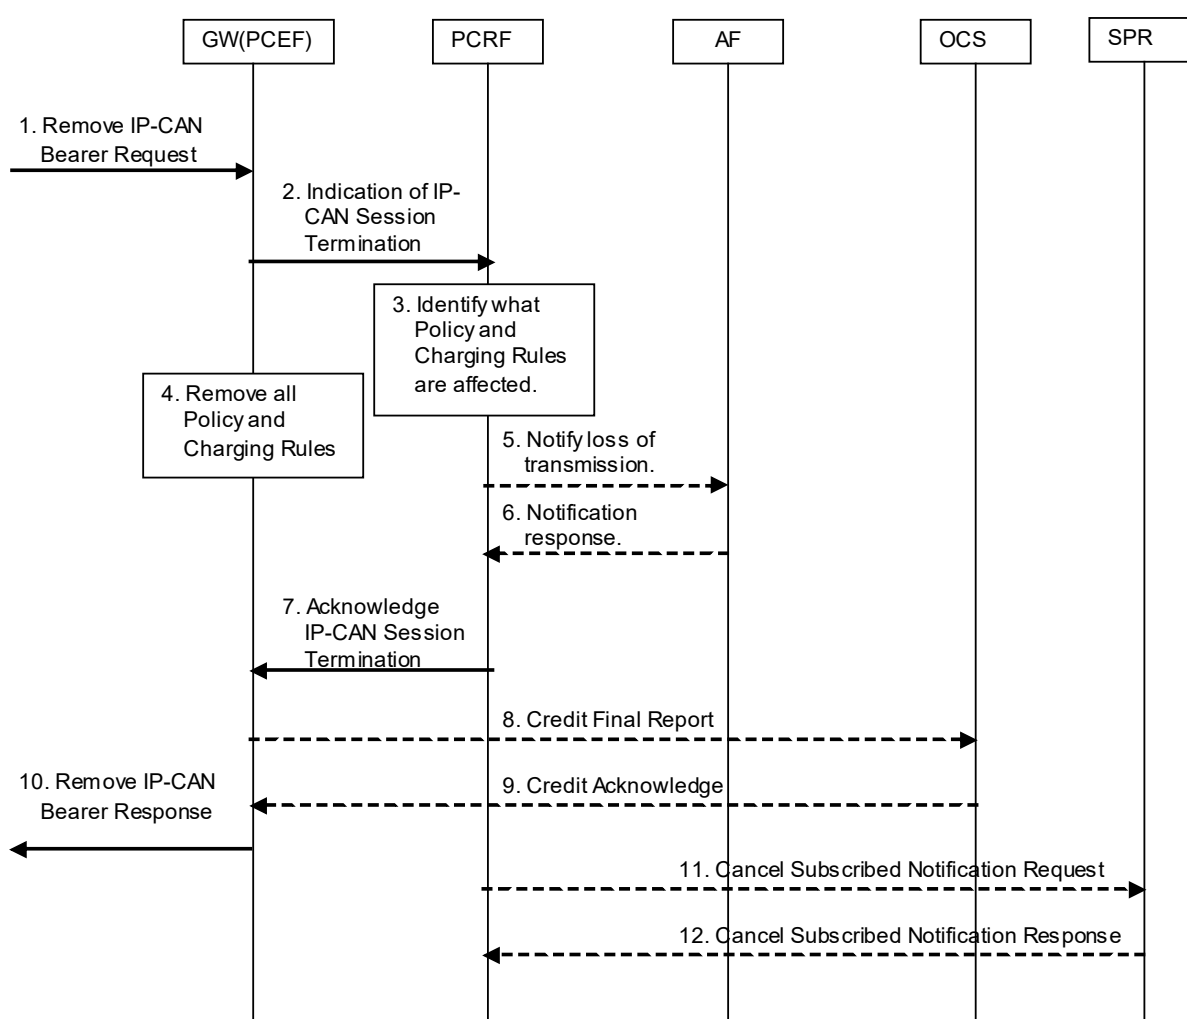 GW(PCEF)
PCRF
AF
OCS
SPR
1. Remove IP-CAN
Bearer Request
2. Indication of IP-
CAN Session
Termination
3. Identify what
Policy and
Charging Rules
are affected.
4. Remove all
Policy and
Charging Rules
5. Notify loss of
transmission.
6. Notification
response.
7. Acknowledge
IP-CAN Session
Termination
8. Credit Final Report
9. Credit Acknowledge
10. Remove IP-CAN
Bearer Response
11. Cancel Subscribed Notification Request
12. Cancel Subscribed Notification Response